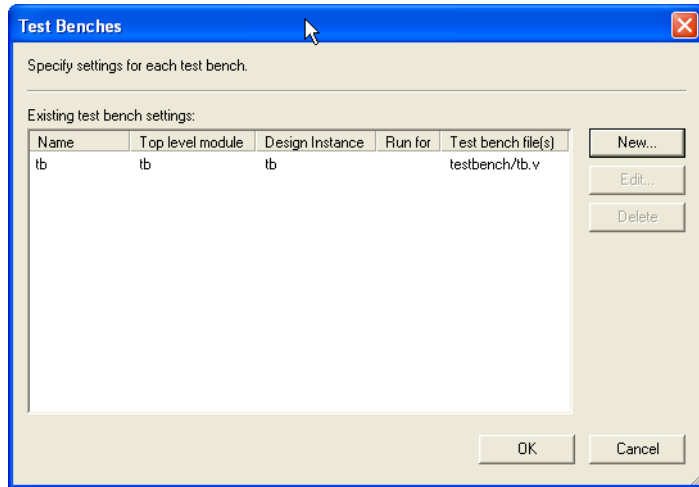 Test Benches
Specify settings for each test bench.
Existing test bench settings:
Name Top level module Design Instance Run for Test bench file(s)
tb tb tb testbench/tb.v
New...
Edit...
Delete
OK Cancel